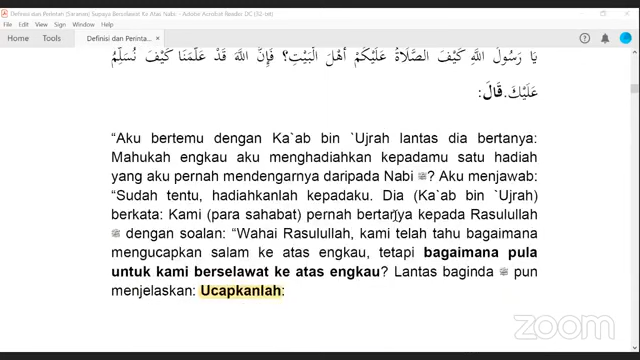 Definisi dan Perintah (Saranan) Supaya Berselawat Ke Atas Nabi - Adobe Acrobat Reader DC (32-bit)
File Edit View Sign Window Help
Home Tools Definisi dan Perinta... ×
يَا رَسُولَ اللَّهِ كَيْفَ الصَّلَاةُ عَلَيْكُمْ أَهْلَ الْبَيْتِ؟ فَإِنَّ اللَّهَ قَدْ عَلَّمَنَا كَيْفَ نُسَلِّمُ
عَلَيْكَ. قَالَ:
“Aku bertemu dengan Ka`ab bin `Ujrah lantas dia bertanya:
Mahukah engkau aku menghadiahkan kepadamu satu hadiah
yang aku pernah mendengarnya daripada Nabi ﷺ? Aku menjawab:
“Sudah tentu, hadiahkanlah kepadaku. Dia (Ka`ab bin `Ujrah)
berkata: Kami (para sahabat) pernah bertanya kepada Rasulullah
ﷺ dengan soalan: “Wahai Rasulullah, kami telah tahu bagaimana
mengucapkan salam ke atas engkau, tetapi bagaimana pula
untuk kami berselawat ke atas engkau? Lantas baginda ﷺ pun
menjelaskan: Ucapkanlah:
zoom